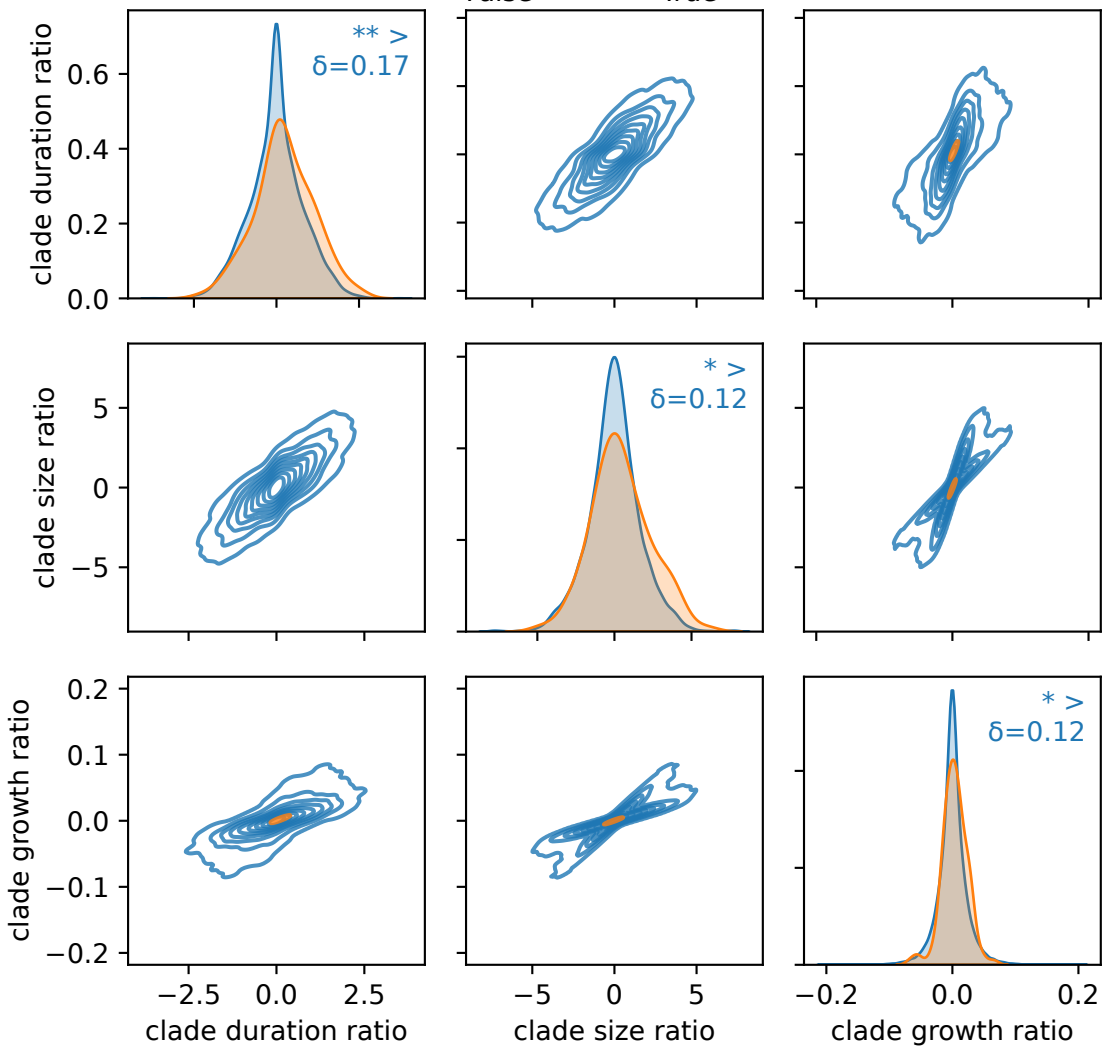 clade duration ratio
0.6
0.4
0.2
0.0
** >
δ=0.17
clade size ratio
5
0
−5
* >
δ=0.12
clade growth ratio
0.2
0.1
0.0
−0.1
−0.2
* >
δ=0.12
−2.5 0.0 2.5
−5 0 5
−0.2 0.0 0.2
clade duration ratio
clade size ratio
clade growth ratio